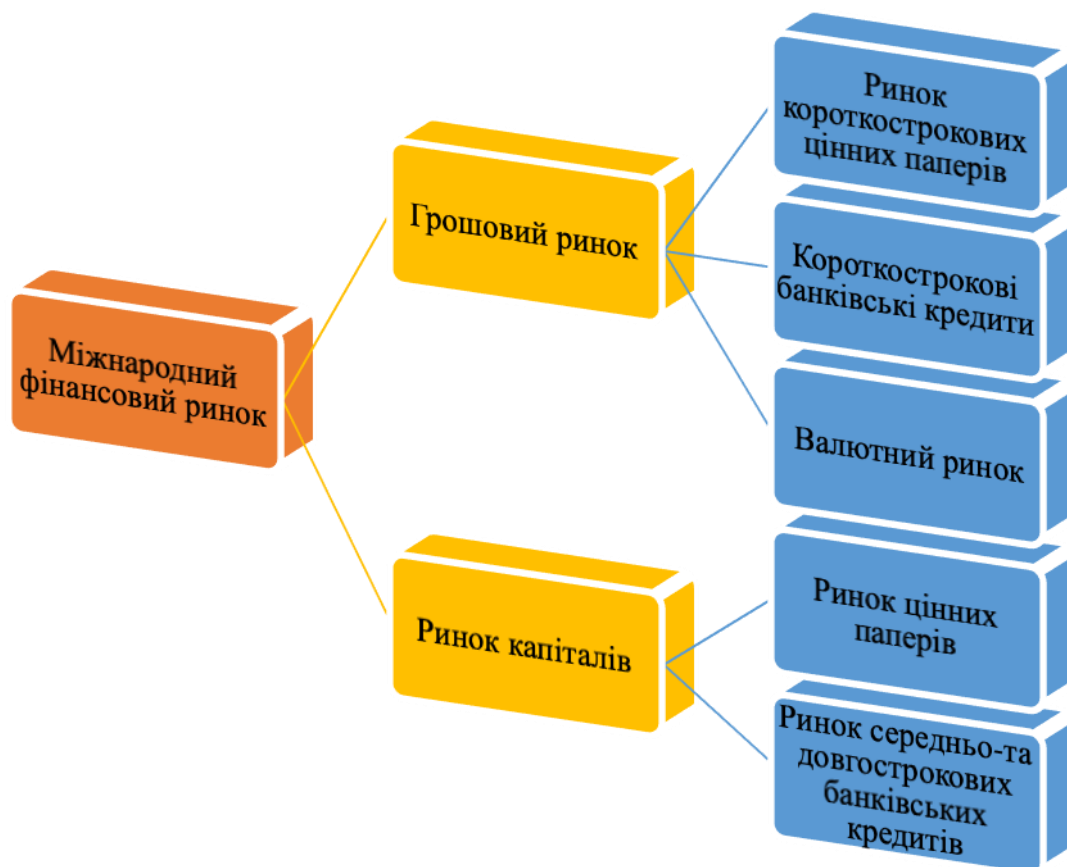 Міжнародний
фінансовий ринок
Грошовий ринок
Ринок
короткострокових
цінних паперів
Короткострокові
банківські кредити
Валютний ринок
Ринок капіталів
Ринок цінних
паперів
Ринок середньо-та
довгострокових
банківських
кредитів